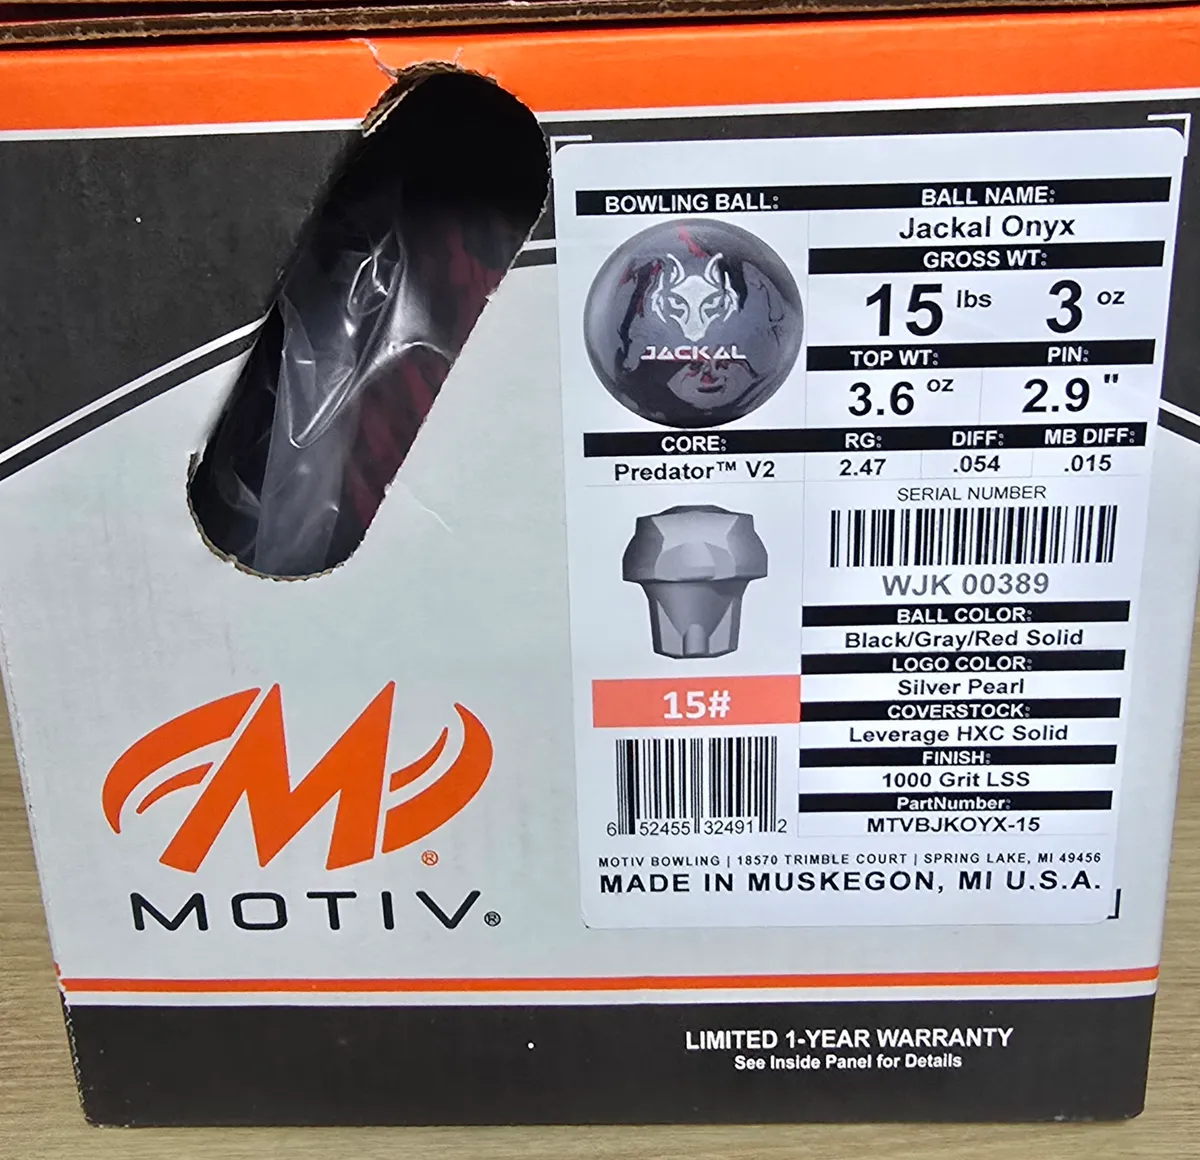 BOWLING BALL:
BALL NAME:
Jackal Onyx
GROSS WT:
15 lbs 3 oz
TOP WT: PIN:
3.6 oz 2.9 "
JACKAL
CORE: RG: DIFF: MB DIFF:
Predator™ V2 2.47 .054 .015
SERIAL NUMBER
WJK 00389
BALL COLOR:
Black/Gray/Red Solid
LOGO COLOR:
Silver Pearl
15#
COVERSTOCK:
Leverage HXC Solid
FINISH:
1000 Grit LSS
PartNumber:
MTVBJKOYX-15
6 52455 32491 2
MOTIV BOWLING | 18570 TRIMBLE COURT | SPRING LAKE, MI 49456
MADE IN MUSKEGON, MI U.S.A.
M®
MOTIV®
LIMITED 1-YEAR WARRANTY
See Inside Panel for Details